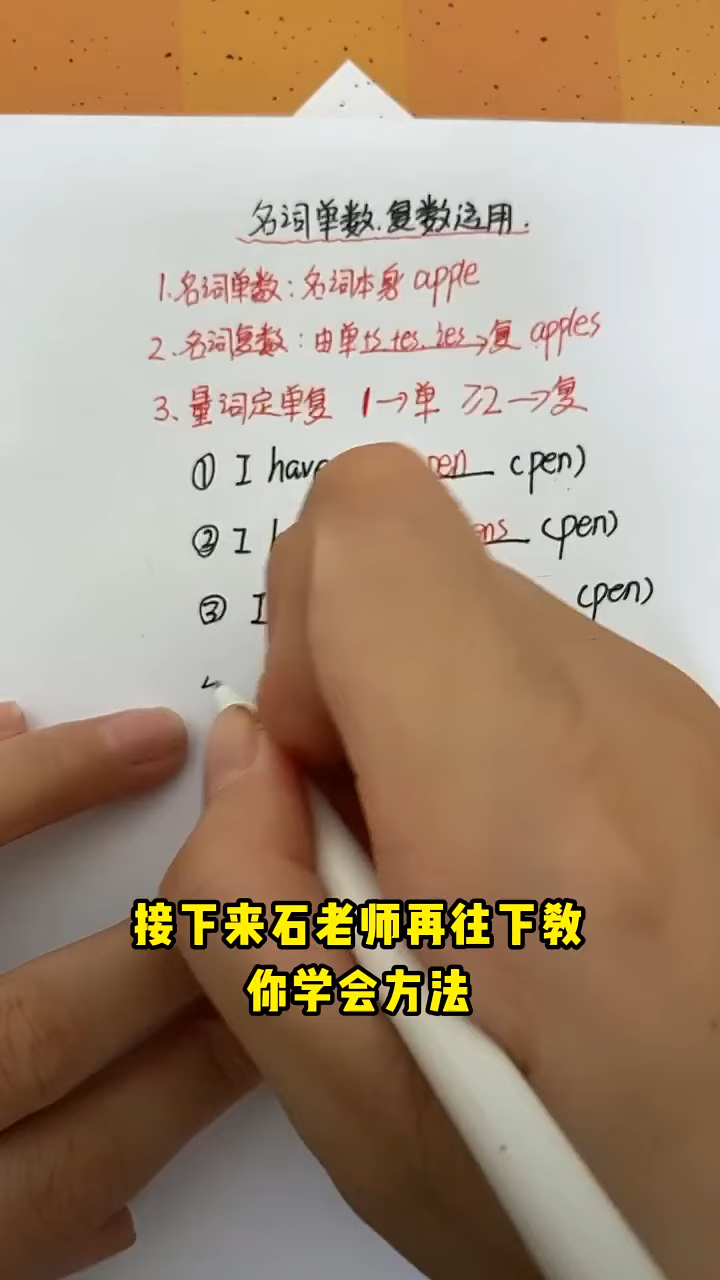 名词单数.复数运用.
1.名词单数:名词本身 apple
2.名词复数:由单+s,+es,ies→复 apples
3、量词定单复 1→单 ≥2→复
① I have pen (pen)
② I (pen)
③ I (pen)
接下来石老师再往下教
你学会方法